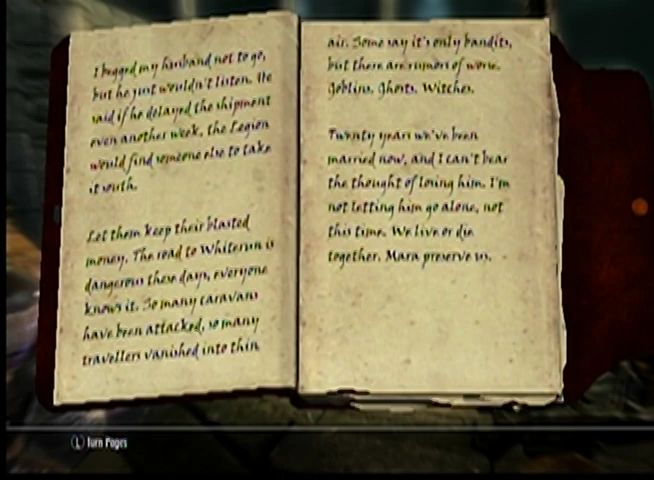 I begged my husband not to go,
but he just wouldn't listen. He
said if he delayed the shipment
even another week, the Legion
would find someone else to take
it south.
Let them keep their blasted
money. The road to Whiterun is
dangerous these days, everyone
knows it. So many caravans
have been attacked, so many
travellers vanished into thin
air. Some say it's only bandits,
but there are rumors of worse.
Goblins. Ghosts. Witches.
Twenty years we've been
married now, and I can't bear
the thought of losing him. I'm
not letting him go alone, not
this time. We live or die
together. Mara preserve us.
(L) Turn Pages